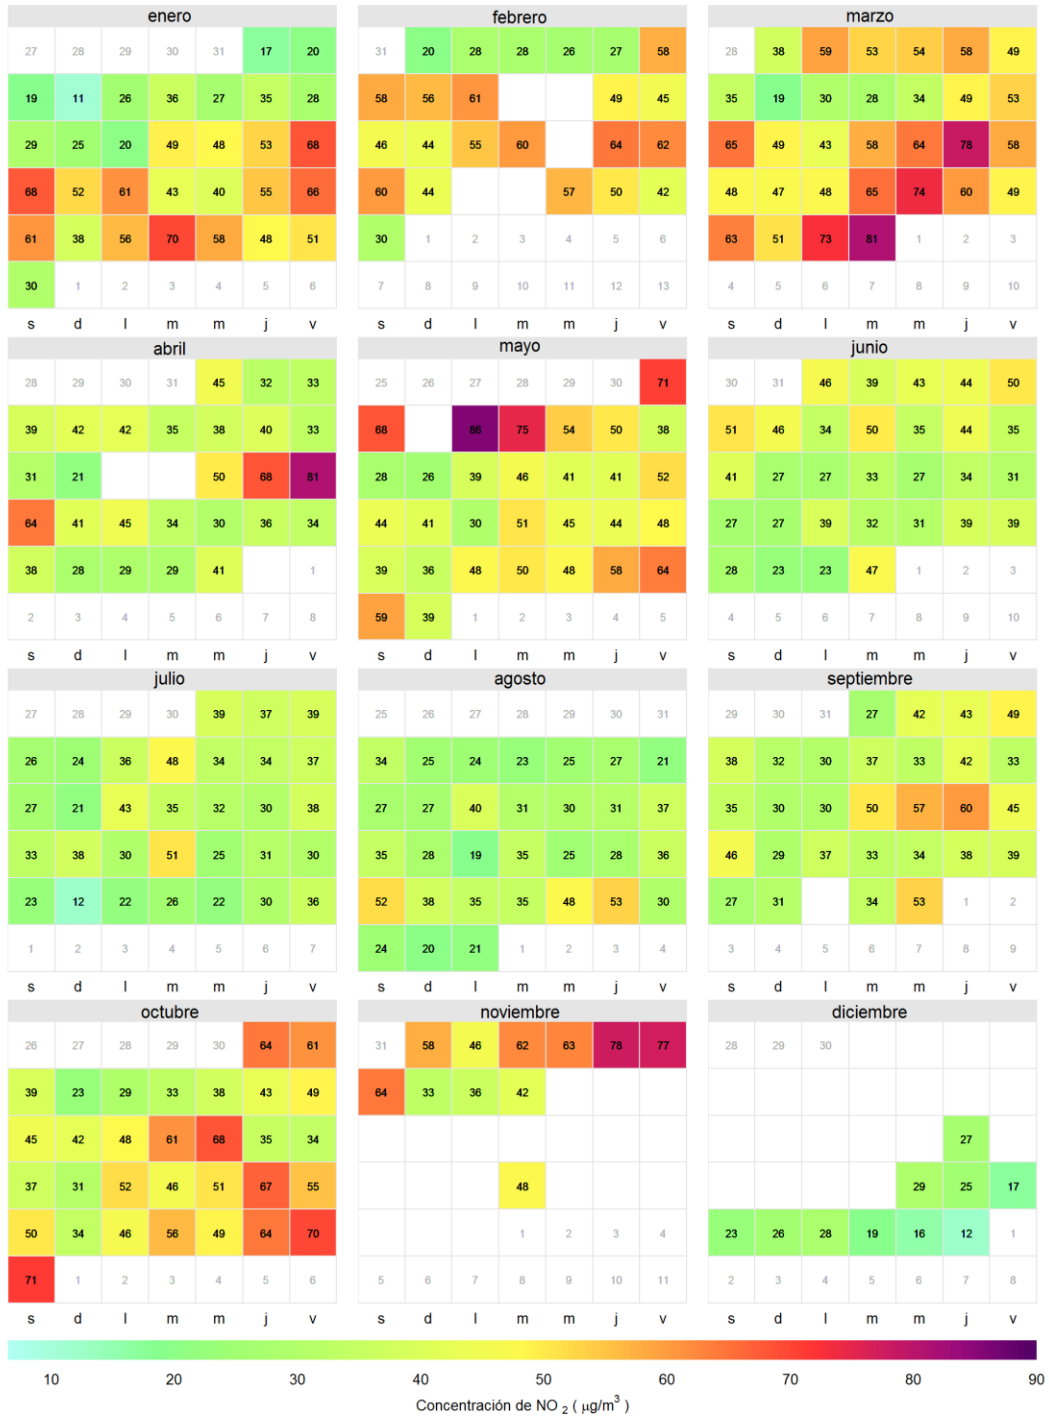 enero febrero marzo
27 28 29 30 31 17 20 31 20 28 28 26 27 58 28 38 59 53 54 58 49
19 11 26 36 27 35 28 58 56 61 49 45 35 19 30 28 34 49 53
29 25 20 49 48 53 68 46 44 55 60 64 62 65 49 43 58 64 78 58
68 52 61 43 40 55 66 60 44 57 50 42 48 47 48 65 74 60 49
61 38 56 70 58 48 51 30 1 2 3 4 5 6 63 51 73 81 1 2 3
30 1 2 3 4 5 6 7 8 9 10 11 12 13 4 5 6 7 8 9 10
s d l m m j v s d l m m j v s d l m m j v
abril mayo junio
28 29 30 31 45 32 33 25 26 27 28 29 30 71 30 31 46 39 43 44 50
39 42 42 35 38 40 33 68 75 54 50 38 51 46 34 50 35 44 35
31 21 50 68 81 28 26 39 46 41 41 52 41 27 27 33 27 34 31
64 41 45 34 30 36 34 44 41 30 51 45 44 48 27 27 39 32 31 39 39
38 28 29 29 41 1 39 36 48 50 48 58 64 28 23 23 47 1 2 3
2 3 4 5 6 7 8 59 39 1 2 3 4 5 4 5 6 7 8 9 10
s d l m m j v s d l m m j v s d l m m j v
julio agosto septiembre
27 28 29 30 39 37 39 25 26 27 28 29 30 31 29 30 31 27 42 43 49
26 24 36 48 34 34 37 34 25 24 23 25 27 21 38 32 30 37 33 42 33
27 21 43 35 32 30 38 27 27 40 31 30 31 37 35 30 30 50 57 60 45
33 38 30 51 25 31 30 35 28 19 35 25 28 36 46 29 37 33 34 38 39
23 12 22 26 22 30 36 52 38 35 35 48 53 30 27 31 34 53 1 2
1 2 3 4 5 6 7 24 20 21 1 2 3 4 3 4 5 6 7 8 9
s d l m m j v s d l m m j v s d l m m j v
octubre noviembre diciembre
26 27 28 29 30 64 61 31 58 46 62 63 78 77 28 29 30
39 23 29 33 38 43 49 64 33 36 42
45 42 48 61 68 35 34 27
37 31 52 46 51 67 55 48 29 25 17
50 34 46 56 49 64 70 1 2 3 4 23 26 28 19 16 12 1
71 1 2 3 4 5 6 5 6 7 8 9 10 11 2 3 4 5 6 7 8
s d l m m j v s d l m m j v s d l m m j v
10 20 30 40 50 60 70 80 90
Concentración de NO 2 ( μg/m³ )